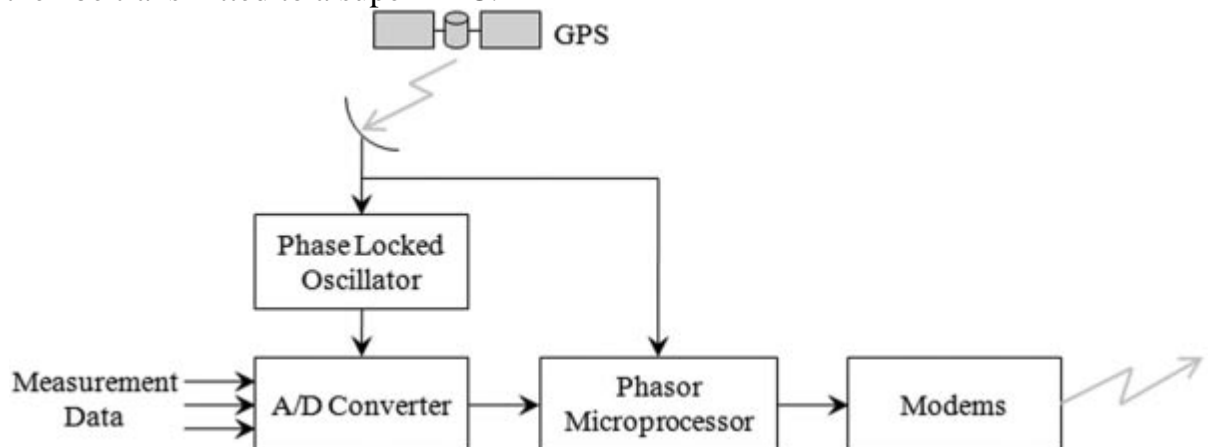 GPS
Phase Locked
Oscillator
Measurement
Data
A/D Converter
Phasor
Microprocessor
Modems